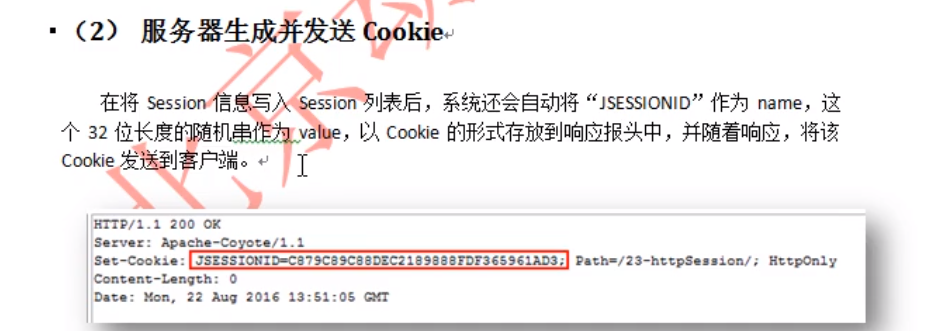 ▪（2） 服务器生成并发送 Cookie
在将 Session 信息写入 Session 列表后，系统还会自动将“JSESSIONID”作为 name，这
个 32 位长度的随机串作为 value，以 Cookie 的形式存放到响应报头中，并随着响应，将该
Cookie 发送到客户端。
HTTP/1.1 200 OK
Server: Apache-Coyote/1.1
Set-Cookie: JSESSIONID=C879C89C88DEC2189888FDF365961AD3; Path=/23-httpSession/; HttpOnly
Content-Length: 0
Date: Mon, 22 Aug 2016 13:51:05 GMT